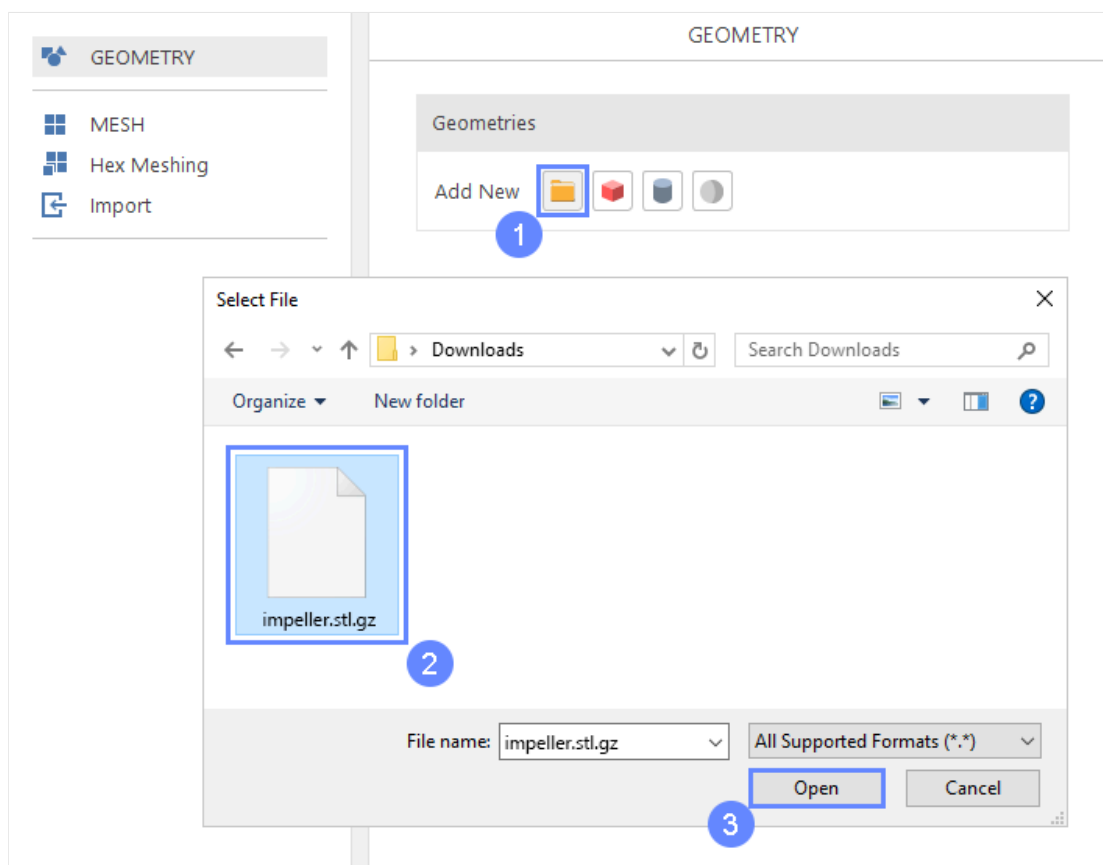 GEOMETRY
GEOMETRY
MESH
Hex Meshing
Import
Geometries
Add New
1
Select File
Downloads
Search Downloads
Organize
New folder
?
impeller.stl.gz
2
File name: impeller.stl.gz
All Supported Formats (*.*)
Open
Cancel
3